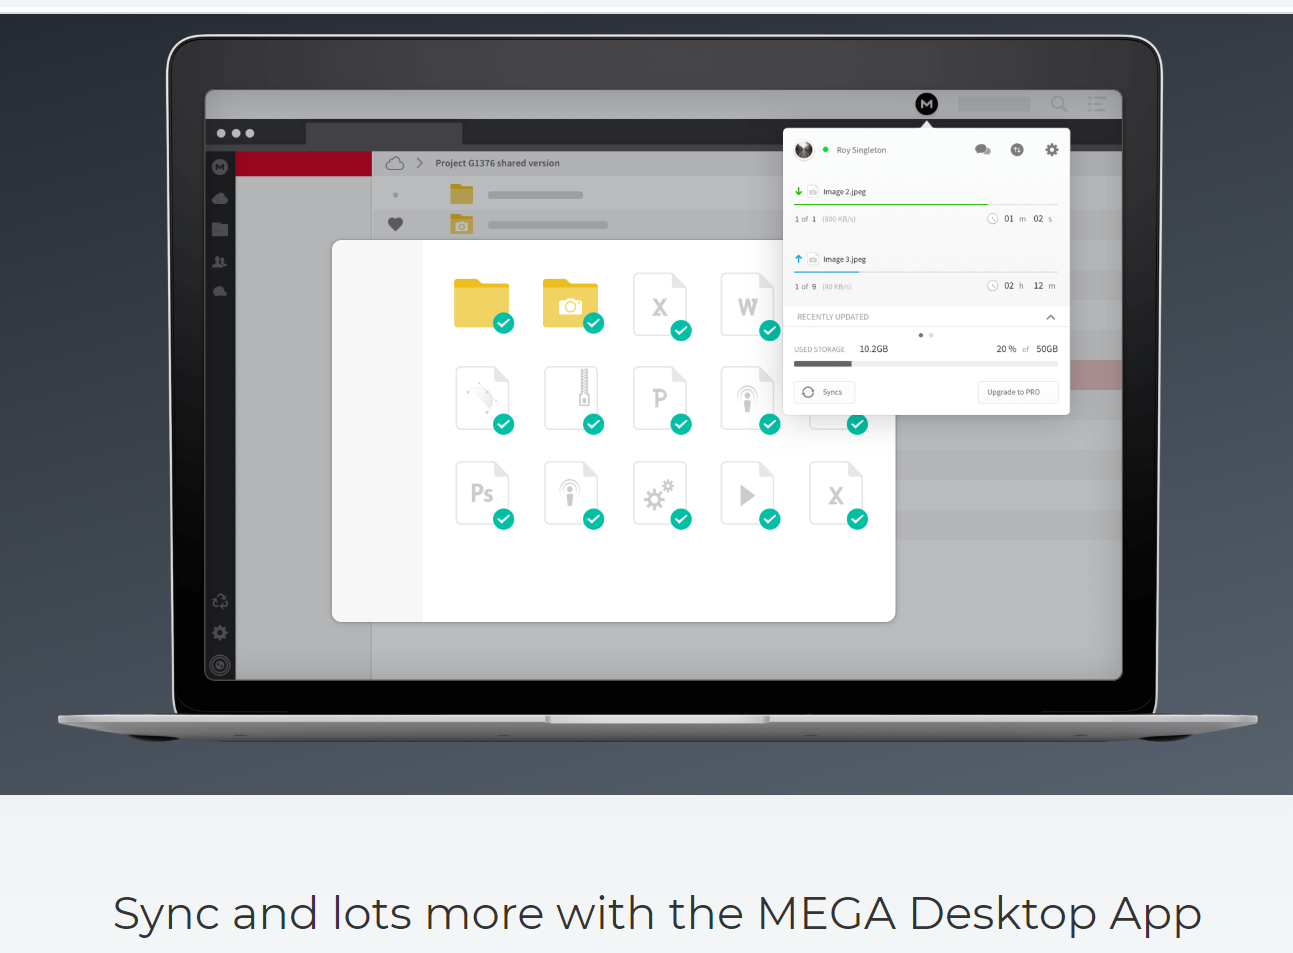 M
Roy Singleton
M
Project G1376 shared version
Image 2.jpeg
1 of 1 (800 KB/s) 01 m 02 s
Image 3.jpeg
1 of 9 (80 KB/s) 02 h 12 m
X W
RECENTLY UPDATED
USED STORAGE 10.2GB 20 % of 50GB
Syncs Upgrade to PRO
P
Ps X
Sync and lots more with the MEGA Desktop App